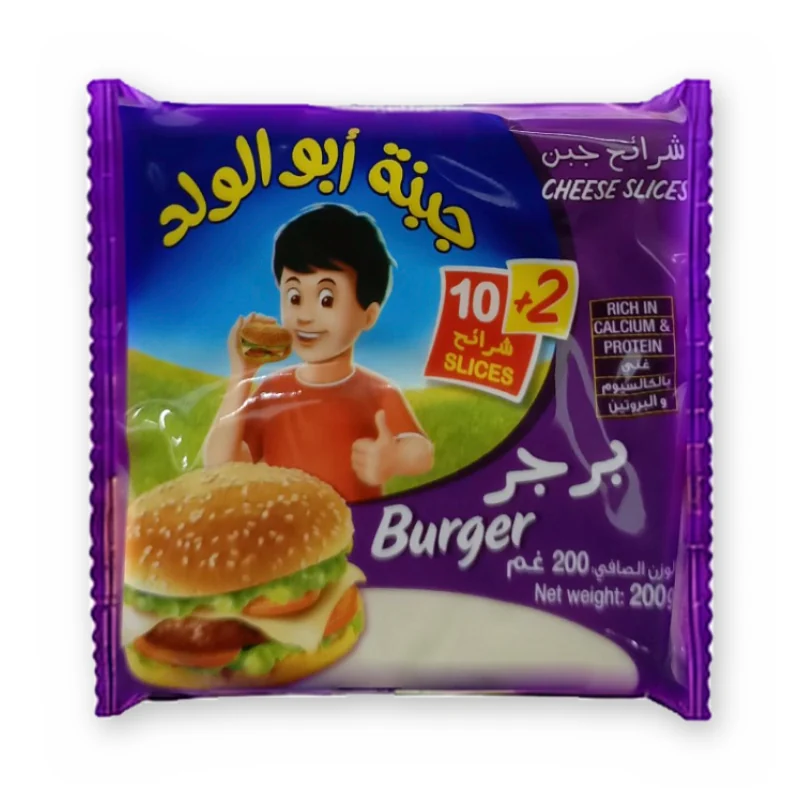 جبنة أبو الولد
شرائح جبن
CHEESE SLICES
10
+2
شرائح
SLICES
RICH IN
CALCIUM &
PROTEIN
غني
بالكالسيوم
و البروتين
برجر
Burger
الوزن الصافي: 200 غم
Net weight: 200g